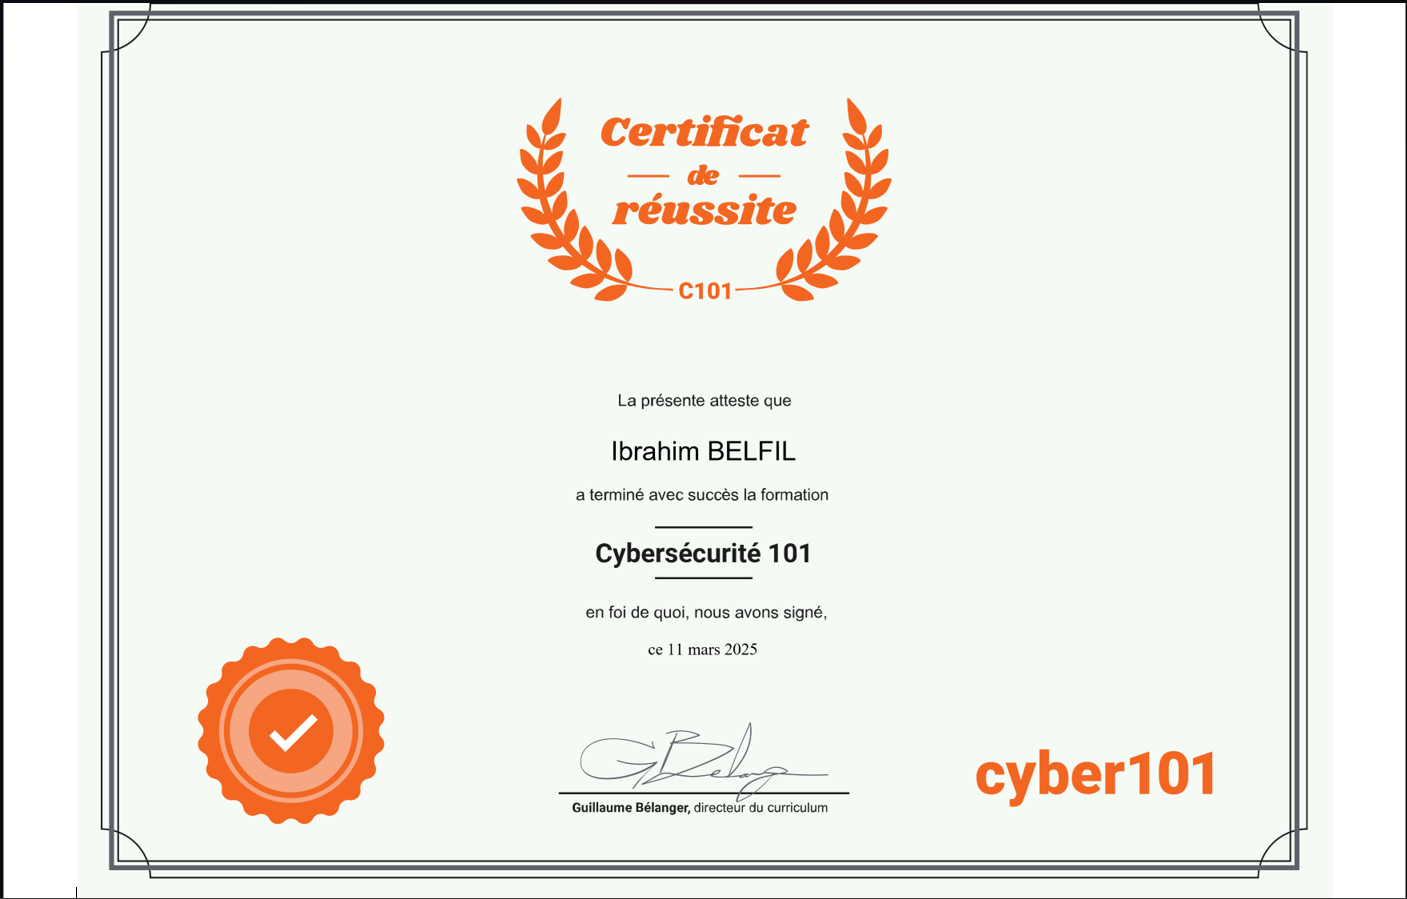 Certificat
de
réussite
C101
La présente atteste que
Ibrahim BELFIL
a terminé avec succès la formation
Cybersécurité 101
en foi de quoi, nous avons signé,
ce 11 mars 2025
G Bélanger
Guillaume Bélanger, directeur du curriculum
cyber101